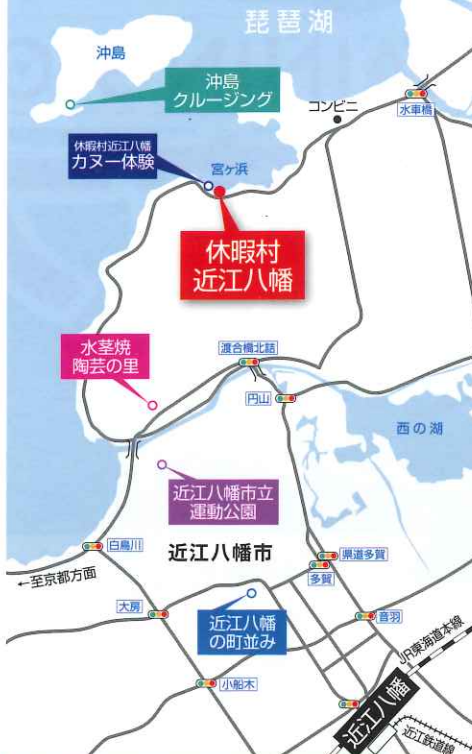 琵琶湖
沖島
沖島
クルージング
コンビニ
水車橋
休暇村近江八幡
カヌー体験
宮ヶ浜
休暇村
近江八幡
水茎焼
陶芸の里
渡合橋北詰
円山
西の湖
近江八幡市立
運動公園
白鳥川
近江八幡市
県道多賀
多賀
←至京都方面
大房
近江八幡
の町並み
音羽
JR東海道本線
小船木
近江八幡
近江鉄道線